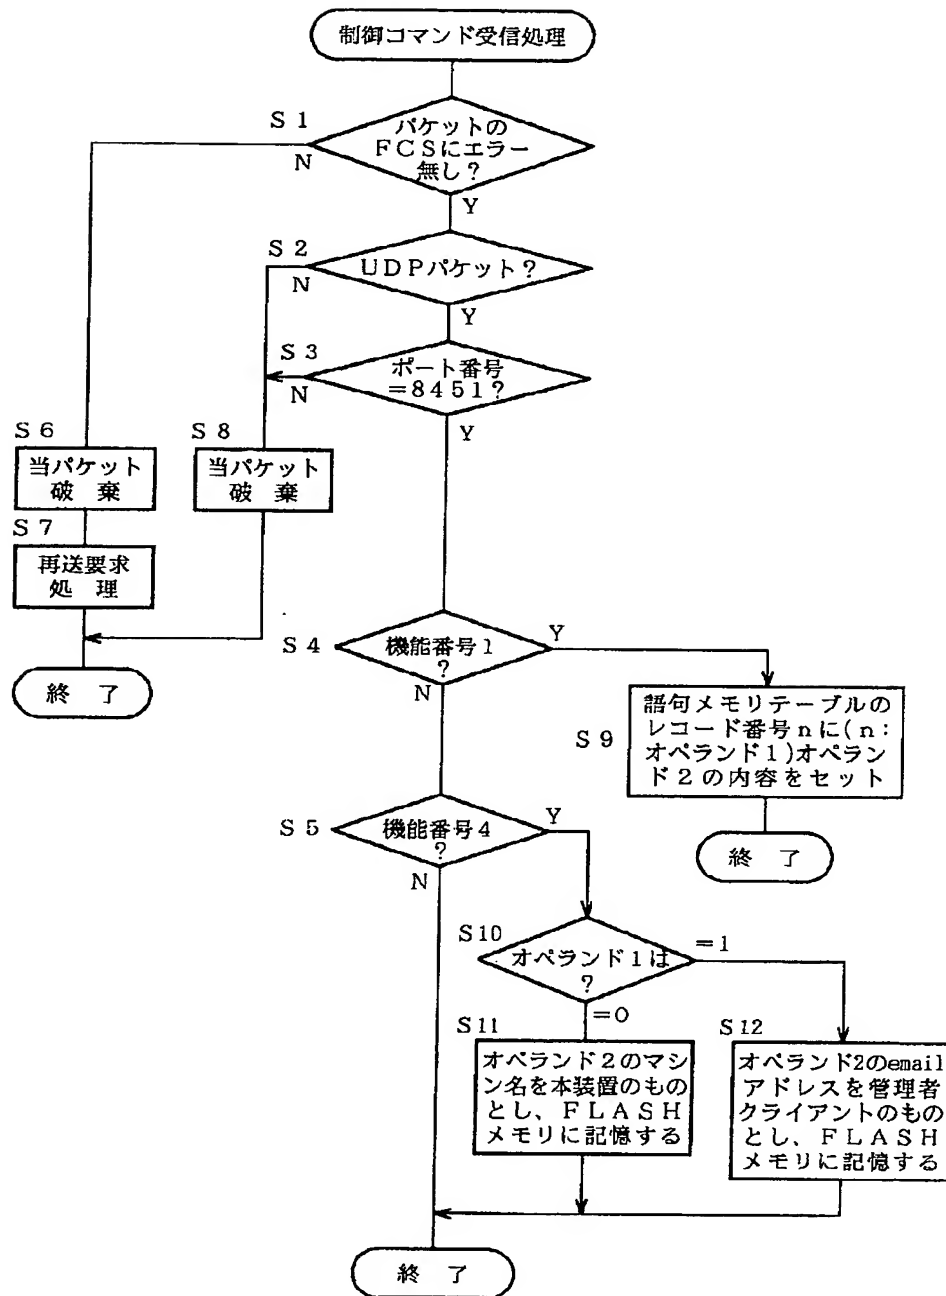 制御コマンド受信処理
S1
パケットの
FCSにエラー
無し?
N
Y
S2
UDPパケット?
N
Y
S3
ポート番号
=8451?
N
Y
S6
当パケット
破 棄
S8
当パケット
破 棄
S7
再送要求
処 理
終 了
S4
機能番号1
?
Y
N
S9
語句メモリテーブルの
レコード番号nに(n:
オペランド1)オペラン
ド2の内容をセット
終 了
S5
機能番号4
?
Y
N
S10
オペランド1は
?
=1
=0
S11
オペランド2のマシ
ン名を本装置のもの
とし、FLASH
メモリに記憶する
S12
オペランド2のemail
アドレスを管理者
クライアントのもの
とし、FLASH
メモリに記憶する
終 了